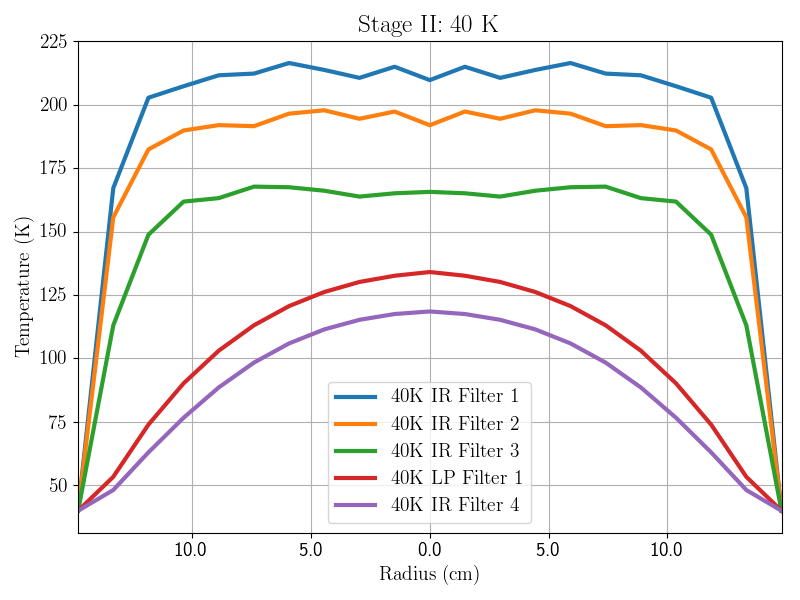 Stage II: 40 K
225
200
175
150
125
100
75
50
Temperature (K)
40K IR Filter 1
40K IR Filter 2
40K IR Filter 3
40K LP Filter 1
40K IR Filter 4
10.0 5.0 0.0 5.0 10.0
Radius (cm)